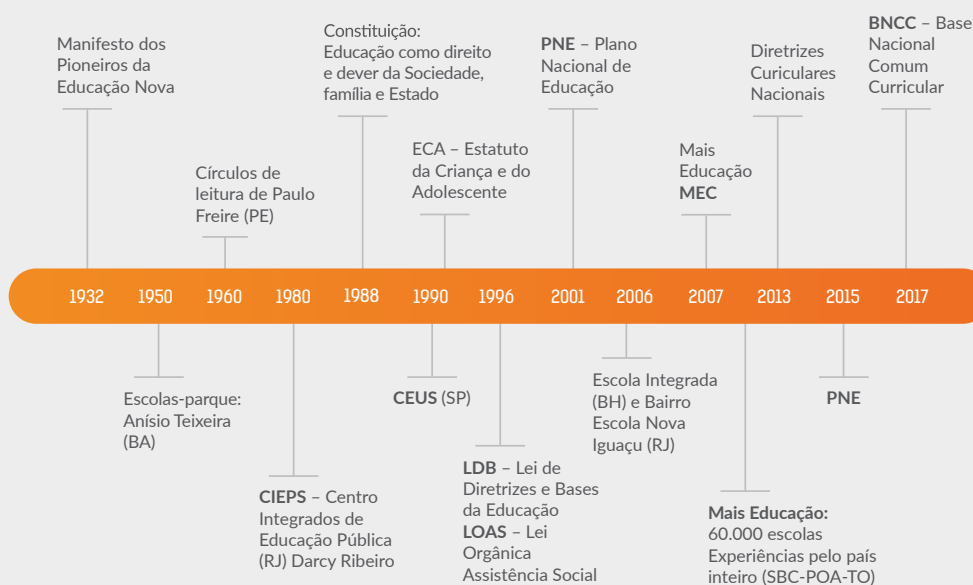 Manifesto dos
Pioneiros da
Educação Nova
Círculos de
leitura de Paulo
Freire (PE)
Constituição:
Educação como direito
e dever da Sociedade,
família e Estado
ECA – Estatuto
da Criança e do
Adolescente
PNE – Plano
Nacional de
Educação
Mais
Educação
MEC
Diretrizes
Curiculares
Nacionais
BNCC – Base
Nacional
Comum
Curricular
1932 1950 1960 1980 1988 1990 1996 2001 2006 2007 2013 2015 2017
Escolas-parque:
Anísio Teixeira
(BA)
CIEPS – Centro
Integrados de
Educação Pública
(RJ) Darcy Ribeiro
CEUS (SP)
LDB – Lei de
Diretrizes e Bases
da Educação
LOAS – Lei
Orgânica
Assistência Social
Escola Integrada
(BH) e Bairro
Escola Nova
Iguaçu (RJ)
Mais Educação:
60.000 escolas
Experiências pelo país
inteiro (SBC-POA-TO)
PNE